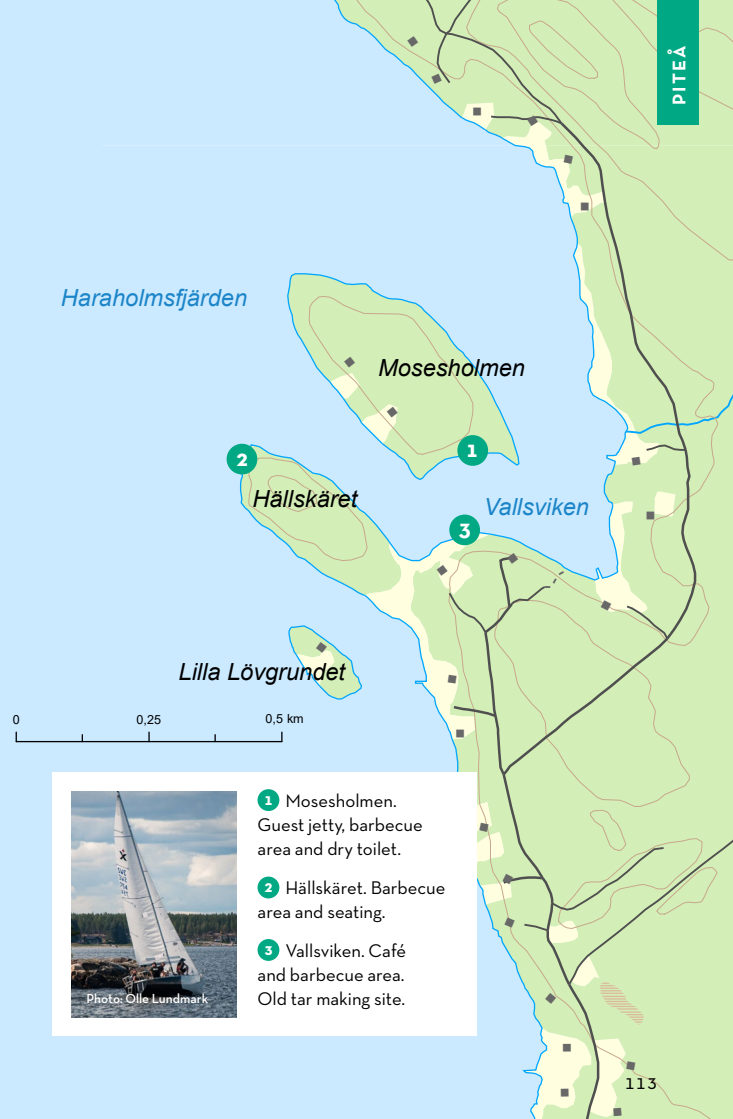 PITEÅ
Haraholmsfjärden
Mosesholmen
1
2
Hällskäret
Vallsviken
3
Lilla Lövgrundet
0 0,25 0,5 km
1 Mosesholmen.
Guest jetty, barbecue
area and dry toilet.
2 Hällskäret. Barbecue
area and seating.
3 Vallsviken. Café
and barbecue area.
Old tar making site.
Photo: Olle Lundmark
113